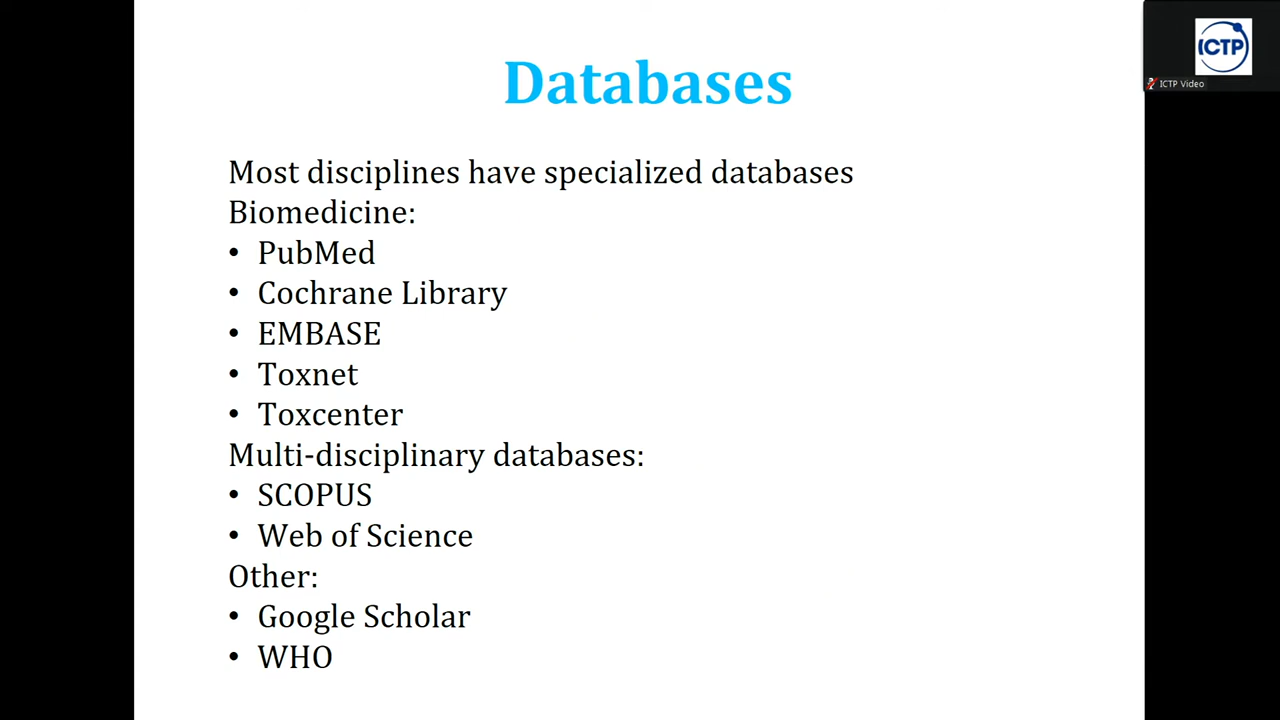 Databases
ICTP
ICTP Video
Most disciplines have specialized databases
Biomedicine:
• PubMed
• Cochrane Library
• EMBASE
• Toxnet
• Toxcenter
Multi-disciplinary databases:
• SCOPUS
• Web of Science
Other:
• Google Scholar
• WHO